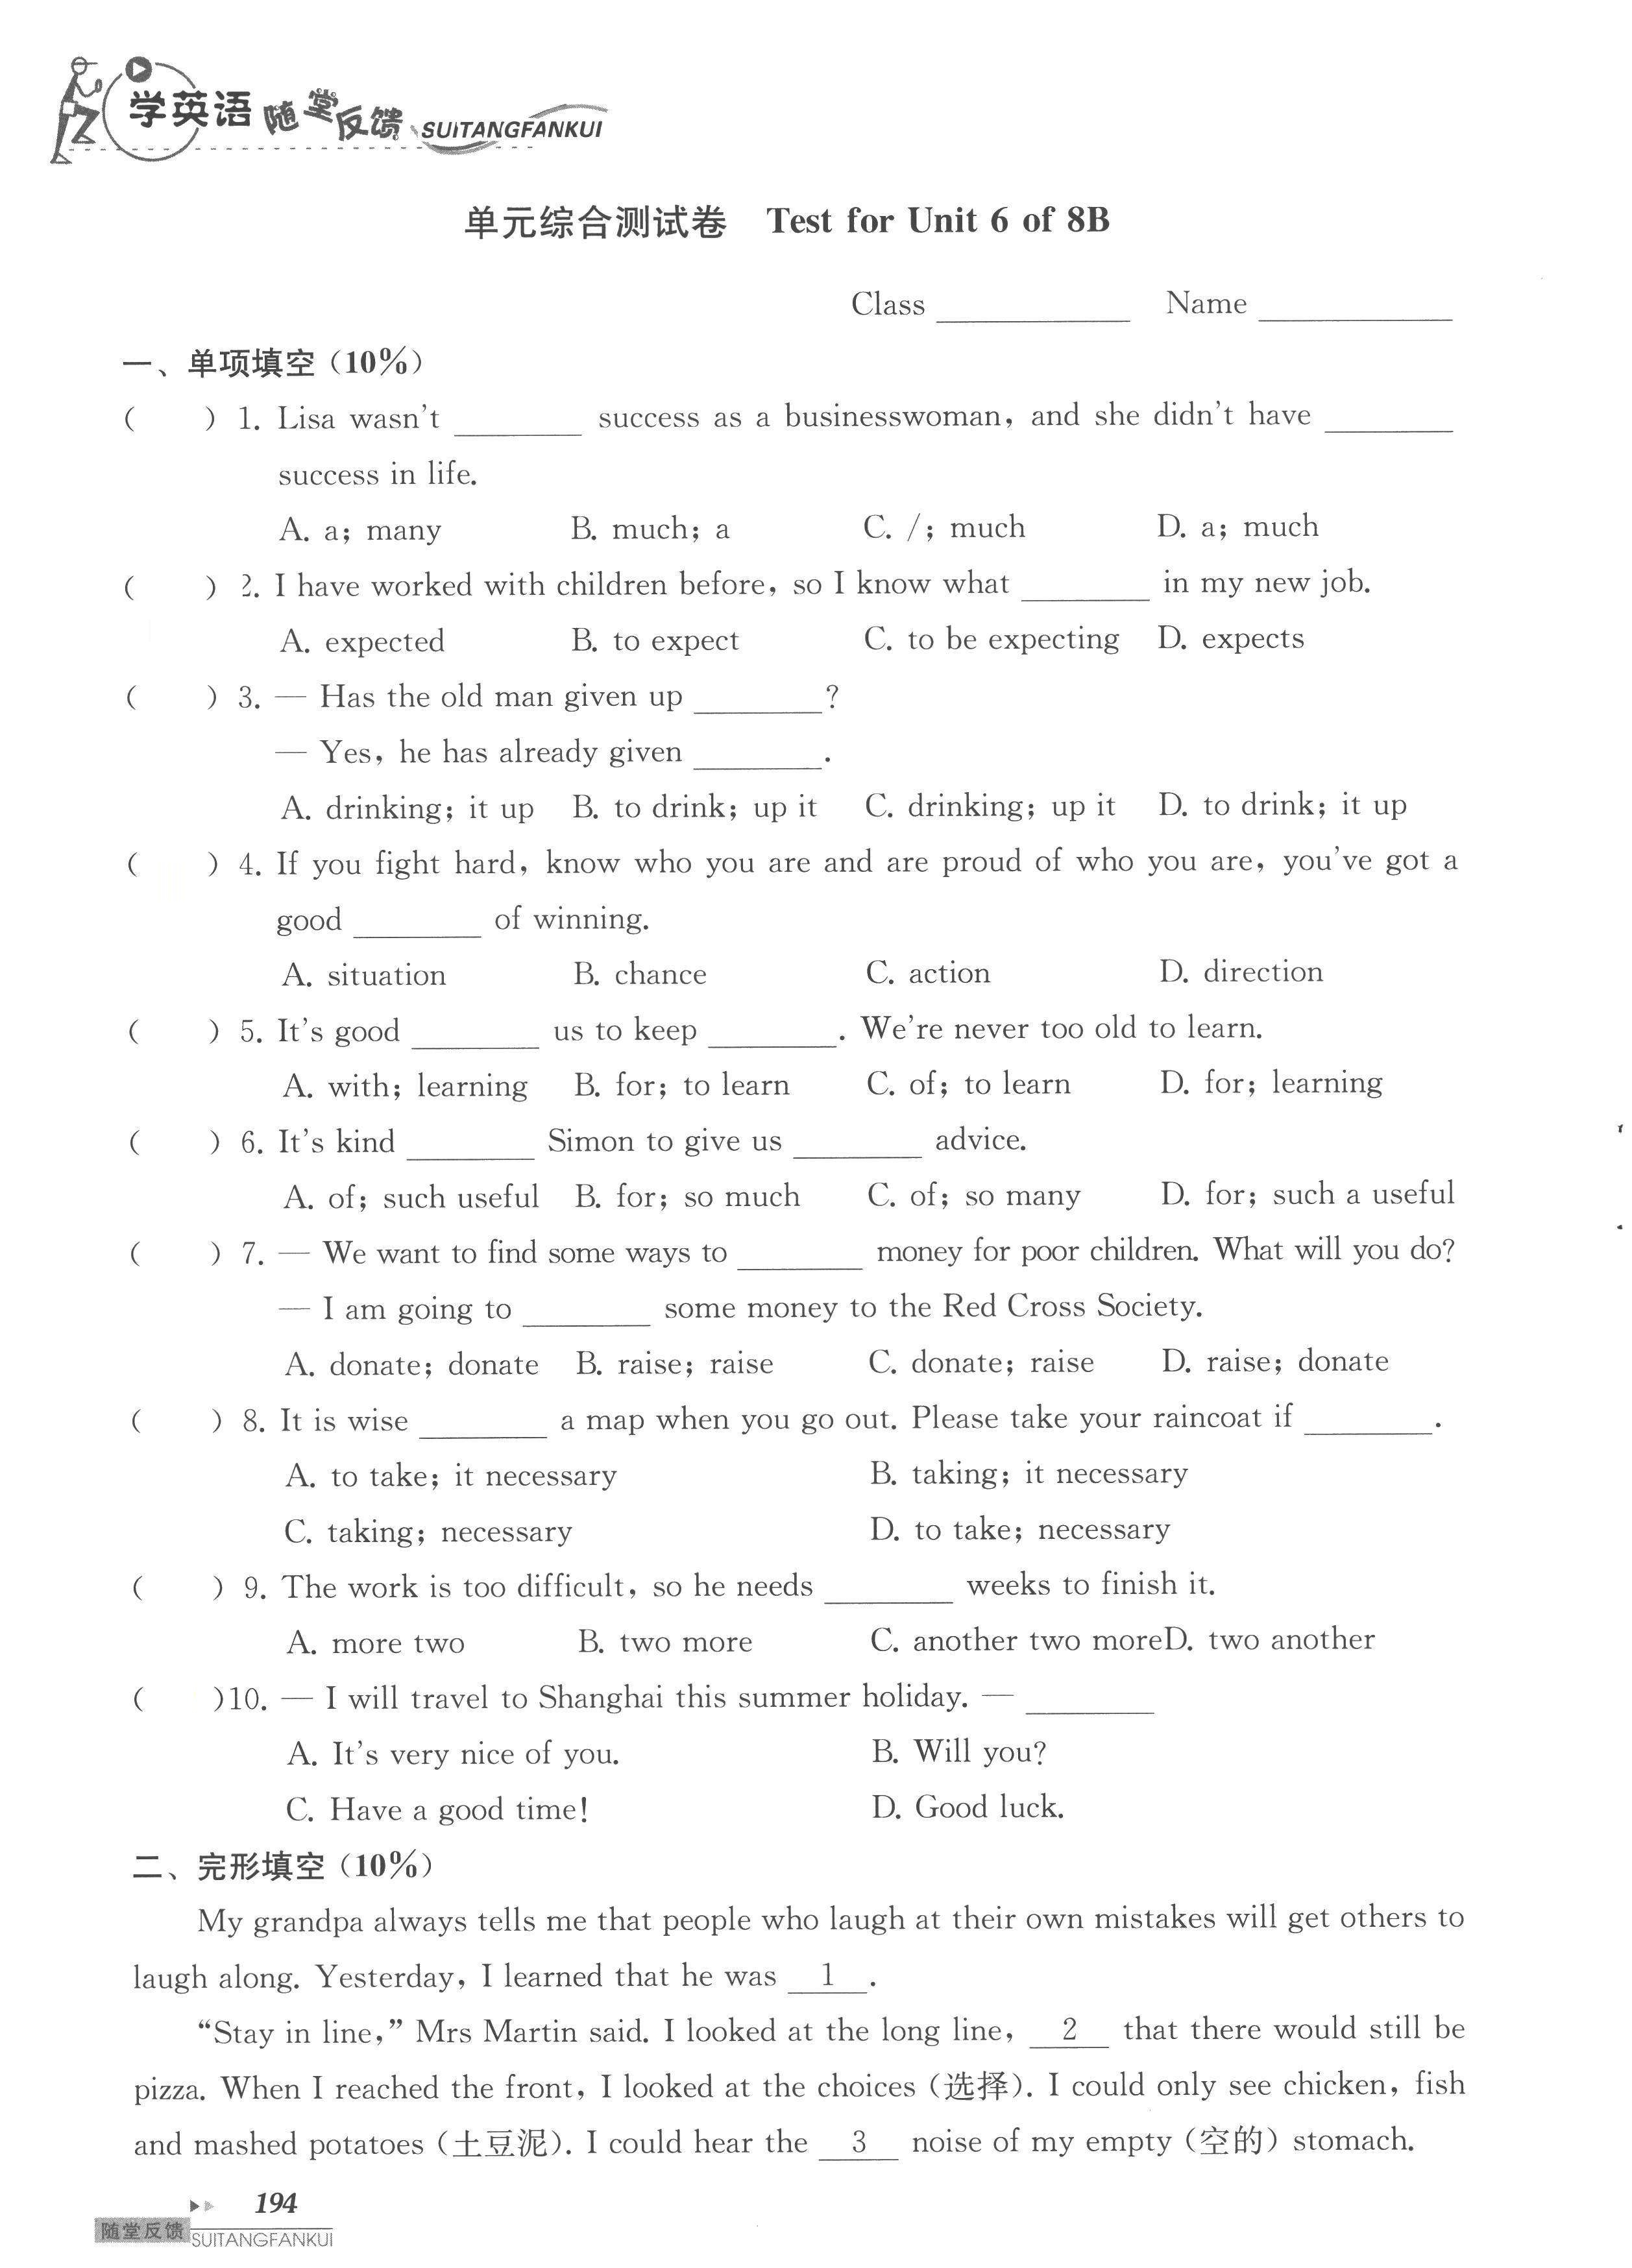 学英语随堂反馈 SUITANGFANKUI
单元综合测试卷 Test for Unit 6 of 8B
Class ________ Name ________
一、单项填空（10%）
(    ) 1. Lisa wasn't ________ success as a businesswoman, and she didn't have ________
success in life.
A. a; many B. much; a C. /; much D. a; much
(    ) 2. I have worked with children before, so I know what ________ in my new job.
A. expected B. to expect C. to be expecting D. expects
(    ) 3. — Has the old man given up ________?
— Yes, he has already given ________.
A. drinking; it up B. to drink; up it C. drinking; up it D. to drink; it up
(    ) 4. If you fight hard, know who you are and are proud of who you are, you've got a
good ________ of winning.
A. situation B. chance C. action D. direction
(    ) 5. It's good ________ us to keep ________. We're never too old to learn.
A. with; learning B. for; to learn C. of; to learn D. for; learning
(    ) 6. It's kind ________ Simon to give us ________ advice.
A. of; such useful B. for; so much C. of; so many D. for; such a useful
(    ) 7. — We want to find some ways to ________ money for poor children. What will you do?
— I am going to ________ some money to the Red Cross Society.
A. donate; donate B. raise; raise C. donate; raise D. raise; donate
(    ) 8. It is wise ________ a map when you go out. Please take your raincoat if ________.
A. to take; it necessary B. taking; it necessary
C. taking; necessary D. to take; necessary
(    ) 9. The work is too difficult, so he needs ________ weeks to finish it.
A. more two B. two more C. another two moreD. two another
(    )10. — I will travel to Shanghai this summer holiday. — ________
A. It's very nice of you. B. Will you?
C. Have a good time! D. Good luck.
二、完形填空（10%）
My grandpa always tells me that people who laugh at their own mistakes will get others to
laugh along. Yesterday, I learned that he was __1__.
“Stay in line,” Mrs Martin said. I looked at the long line, __2__ that there would still be
pizza. When I reached the front, I looked at the choices（选择）. I could only see chicken, fish
and mashed potatoes（土豆泥）. I could hear the __3__ noise of my empty（空的）stomach.
194
随堂反馈 SUITANGFANKUI